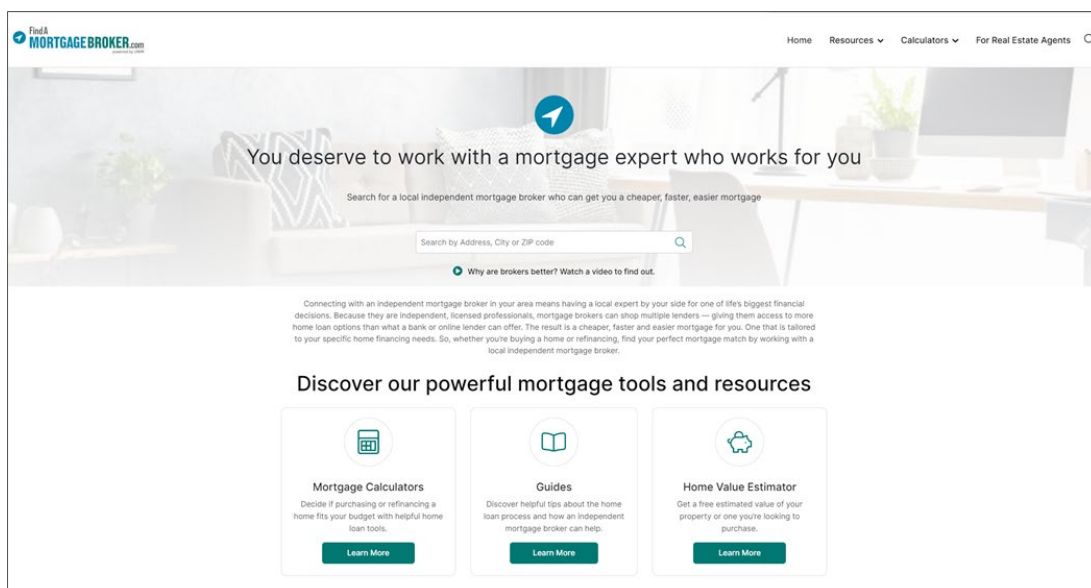 Find A
MORTGAGE BROKER.com
powered by UWM
Home Resources Calculators For Real Estate Agents
You deserve to work with a mortgage expert who works for you
Search for a local independent mortgage broker who can get you a cheaper, faster, easier mortgage
Search by Address, City or ZIP code
Why are brokers better? Watch a video to find out.
Connecting with an independent mortgage broker in your area means having a local expert by your side for one of life's biggest financial
decisions. Because they are independent, licensed professionals, mortgage brokers can shop multiple lenders — giving them access to more
home loan options than what a bank or online lender can offer. The result is a cheaper, faster and easier mortgage for you. One that is tailored
to your specific home financing needs. So, whether you're buying a home or refinancing, find your perfect mortgage match by working with a
local independent mortgage broker.
Discover our powerful mortgage tools and resources
Mortgage Calculators
Decide if purchasing or refinancing a
home fits your budget with helpful home
loan tools.
Learn More
Guides
Discover helpful tips about the home
loan process and how an independent
mortgage broker can help.
Learn More
Home Value Estimator
Get a free estimated value of your
property or one you're looking to
purchase.
Learn More